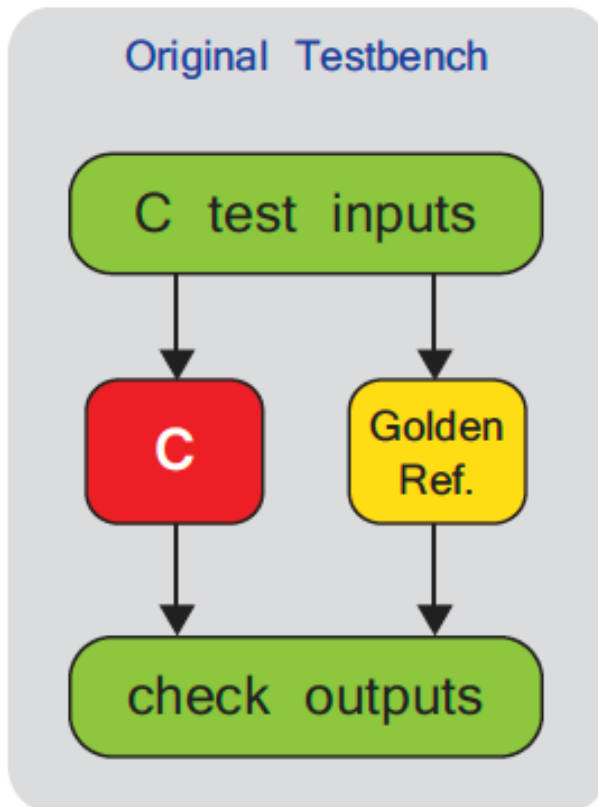 Original Testbench
C test inputs
C
Golden
Ref.
check outputs